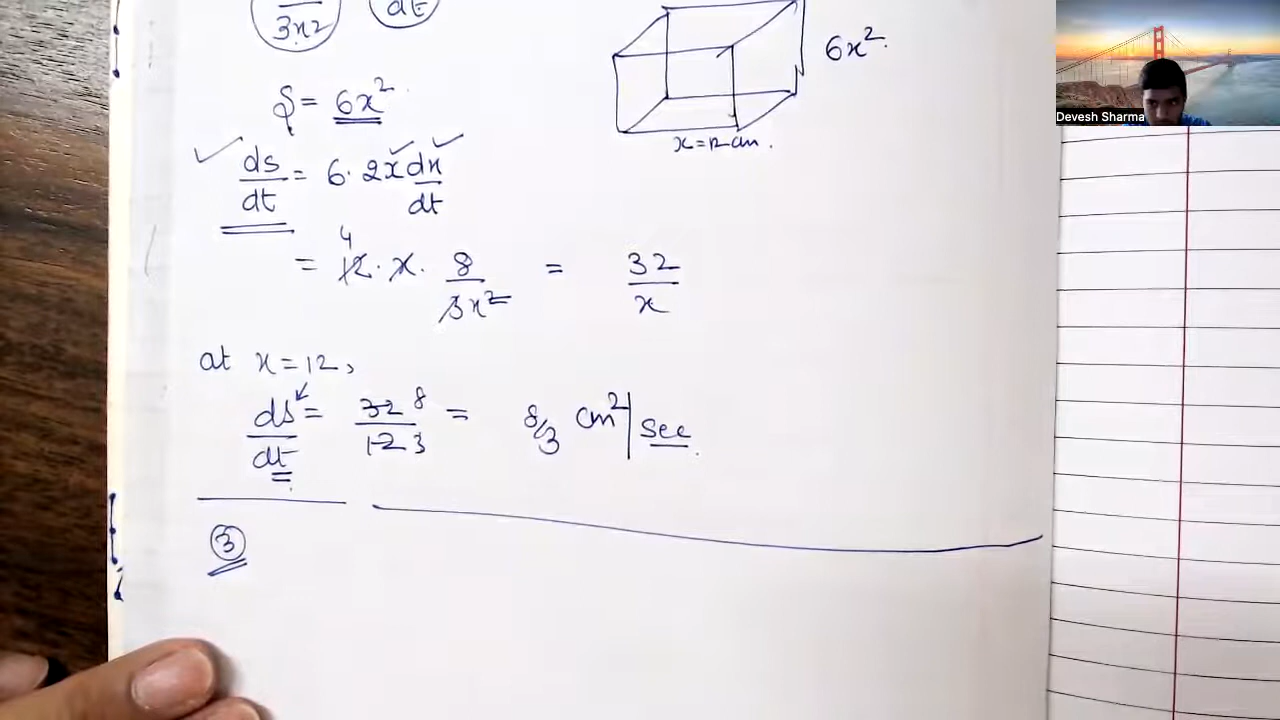 3x2
dt
6x².
S = 6x²
x = 12 cm.
ds/dt = 6·2x dx/dt
4
= 12·x·8/3x² = 32/x
at x = 12,
ds/dt = 32 8/12 3 = 8/3 cm²/sec.
3
Devesh Sharma